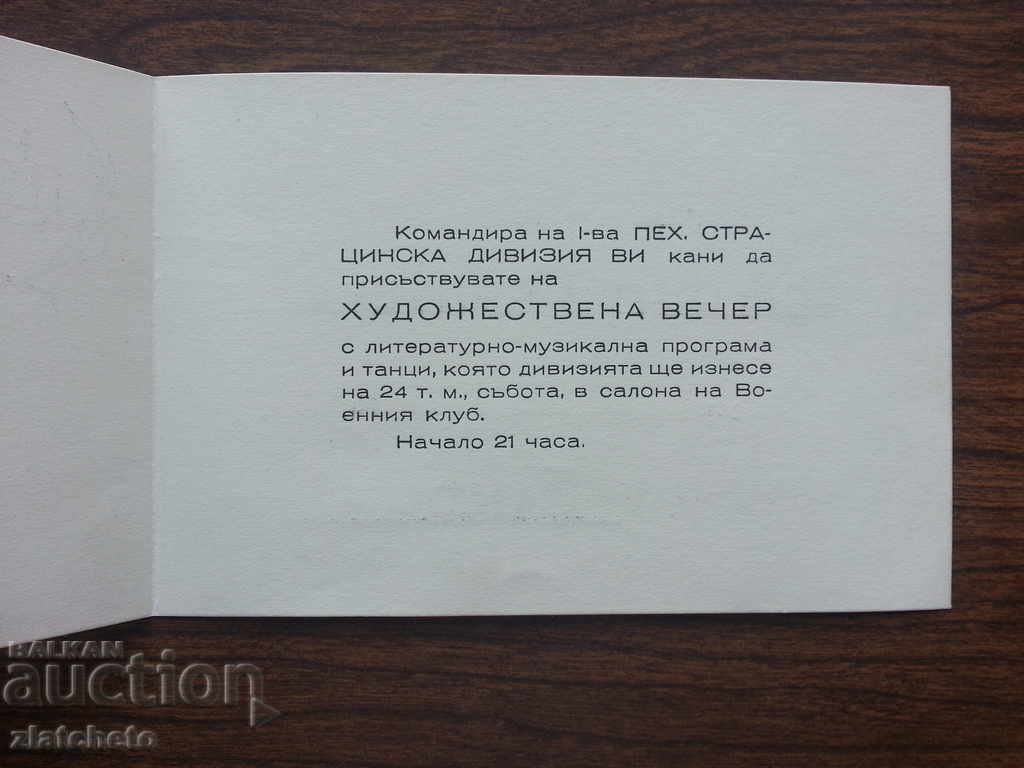 Командира на I-ва ПЕХ. СТРА-
ЦИНСКА ДИВИЗИЯ ВИ кани да
присъствувате на
ХУДОЖЕСТВЕНА ВЕЧЕР
с литературно-музикална програма
и танци, която дивизията ще изнесе
на 24 т. м., събота, в салона на Во-
енния клуб.
Начало 21 часа.
BALKAN
auction
zlatcheto